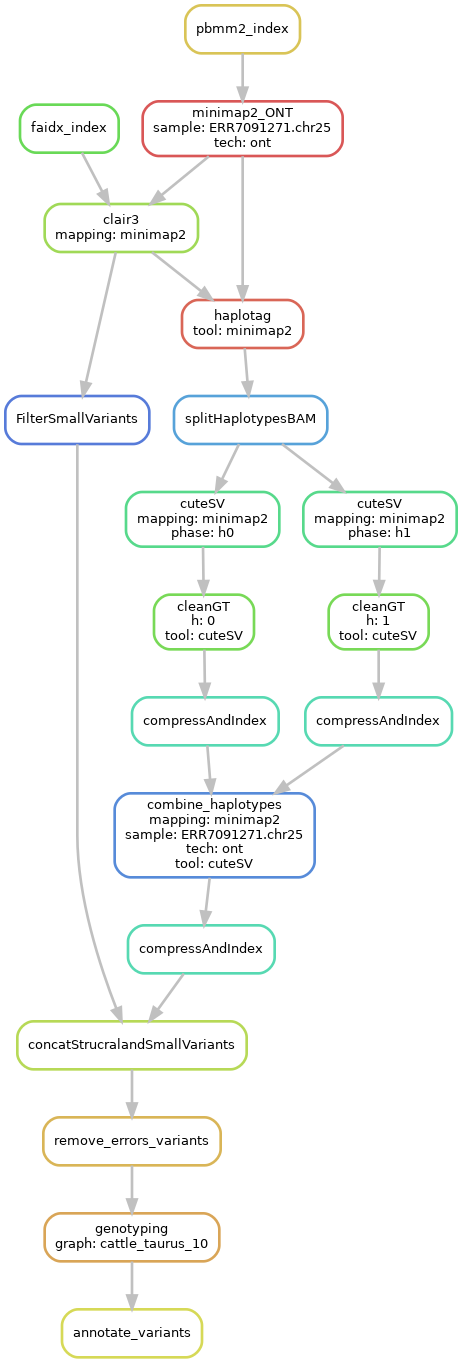 pbmm2_index
minimap2_ONT
sample: ERR7091271.chr25
tech: ont
faidx_index
clair3
mapping: minimap2
haplotag
tool: minimap2
FilterSmallVariants
splitHaplotypesBAM
cuteSV
mapping: minimap2
phase: h0
cuteSV
mapping: minimap2
phase: h1
cleanGT
h: 0
tool: cuteSV
cleanGT
h: 1
tool: cuteSV
compressAndIndex
compressAndIndex
combine_haplotypes
mapping: minimap2
sample: ERR7091271.chr25
tech: ont
tool: cuteSV
compressAndIndex
concatStrucralandSmallVariants
remove_errors_variants
genotyping
graph: cattle_taurus_10
annotate_variants